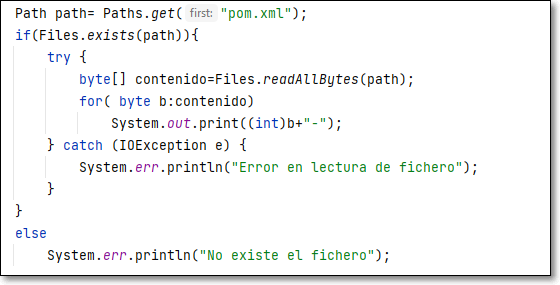 Path path= Paths.get( first: "pom.xml");
if(Files.exists(path)){
    try {
        byte[] contenido=Files.readAllBytes(path);
        for( byte b:contenido)
            System.out.print((int)b+"-");
    } catch (IOException e) {
        System.err.println("Error en lectura de fichero");
    }
}
else
    System.err.println("No existe el fichero");